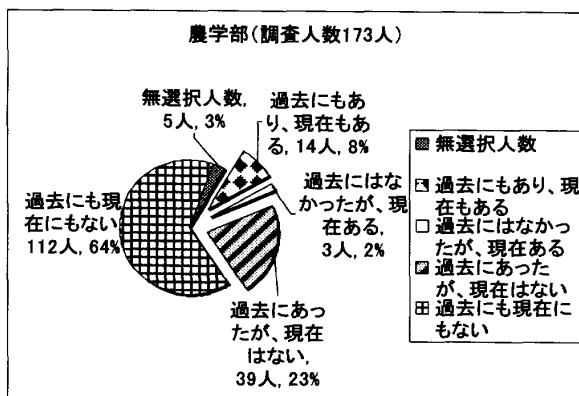 農学部(調査人数173人)
無選択人数,
5人, 3%
過去にもあ
り、現在もあ
る, 14人, 8%
過去にはな
かったが、現
在ある,
3人, 2%
過去にあっ
たが、現在
はない,
39人, 23%
過去にも現
在にもない
112人, 64%
無選択人数
過去にもあり、現
在もある
過去にはなかっ
たが、現在ある
過去にあった
が、現在はない
過去にも現在に
もない